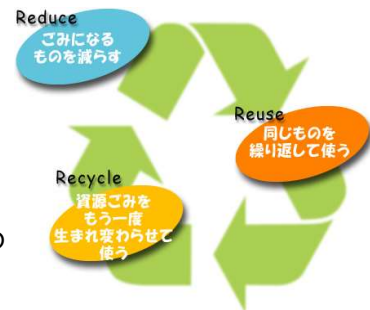 Reduce
ごみになる
ものを減らす
Reuse
同じものを
繰り返して使う
Recycle
資源ごみを
もう一度
生まれ変わらせて
使う